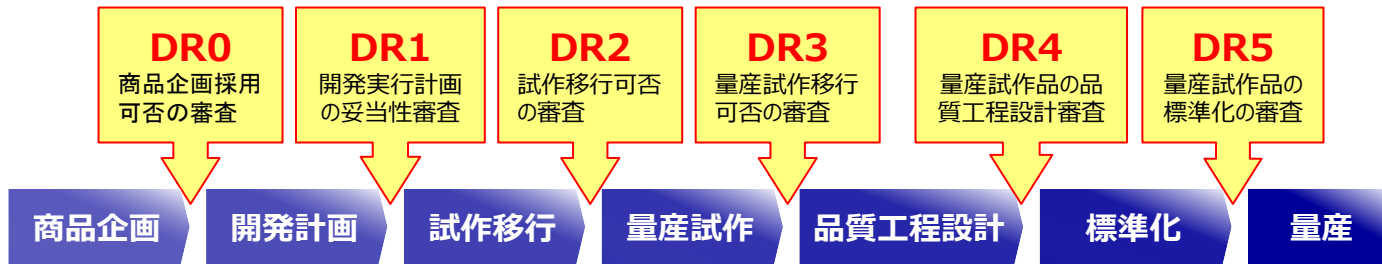 DR0
商品企画採用
可否の審査
DR1
開発実行計画
の妥当性審査
DR2
試作移行可否
の審査
DR3
量産試作移行
可否の審査
DR4
量産試作品の品
質工程設計審査
DR5
量産試作品の
標準化の審査
商品企画
開発計画
試作移行
量産試作
品質工程設計
標準化
量産